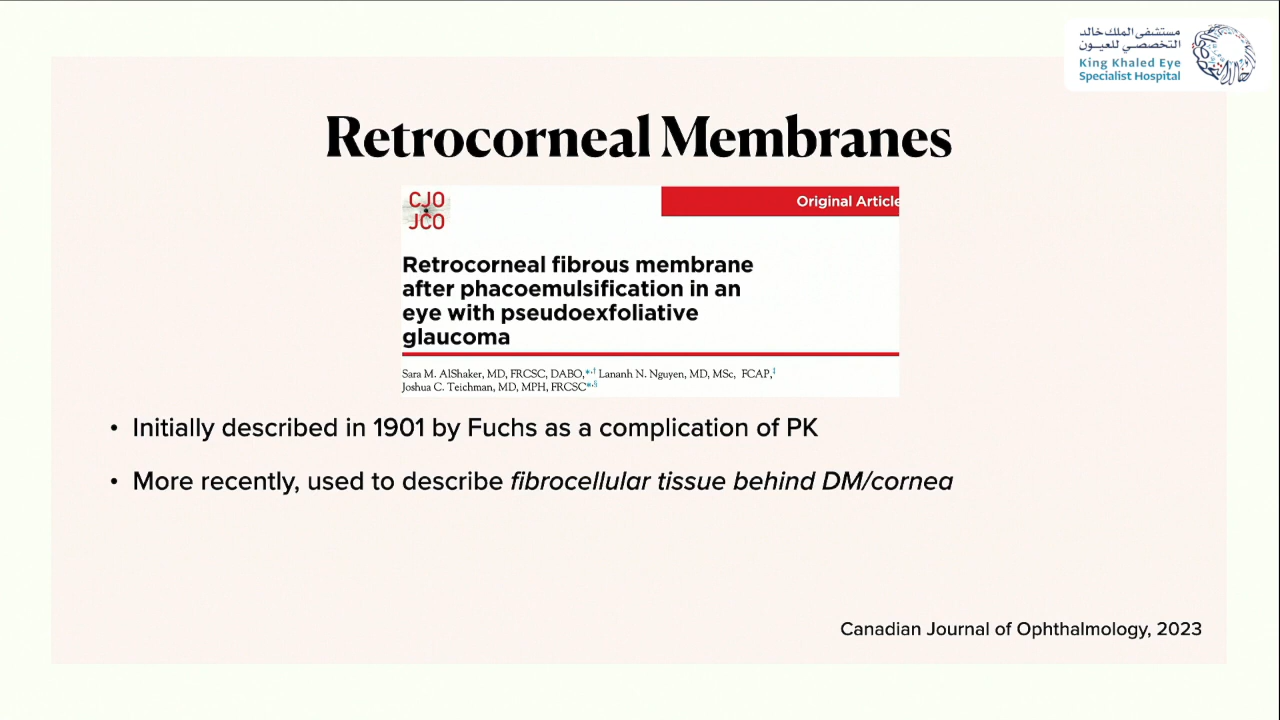 مستشفى الملك خالد
التخصصي للعيون
King Khaled Eye
Specialist Hospital
Retrocorneal Membranes
CJO
JCO
Original Article
Retrocorneal fibrous membrane
after phacoemulsification in an
eye with pseudoexfoliative
glaucoma
Sara M. AlShaker, MD, FRCSC, DABO,*,† Lananh N. Nguyen, MD, MSc, FCAP,‡
Joshua C. Teichman, MD, MPH, FRCSC*,§
• Initially described in 1901 by Fuchs as a complication of PK
• More recently, used to describe fibrocellular tissue behind DM/cornea
Canadian Journal of Ophthalmology, 2023